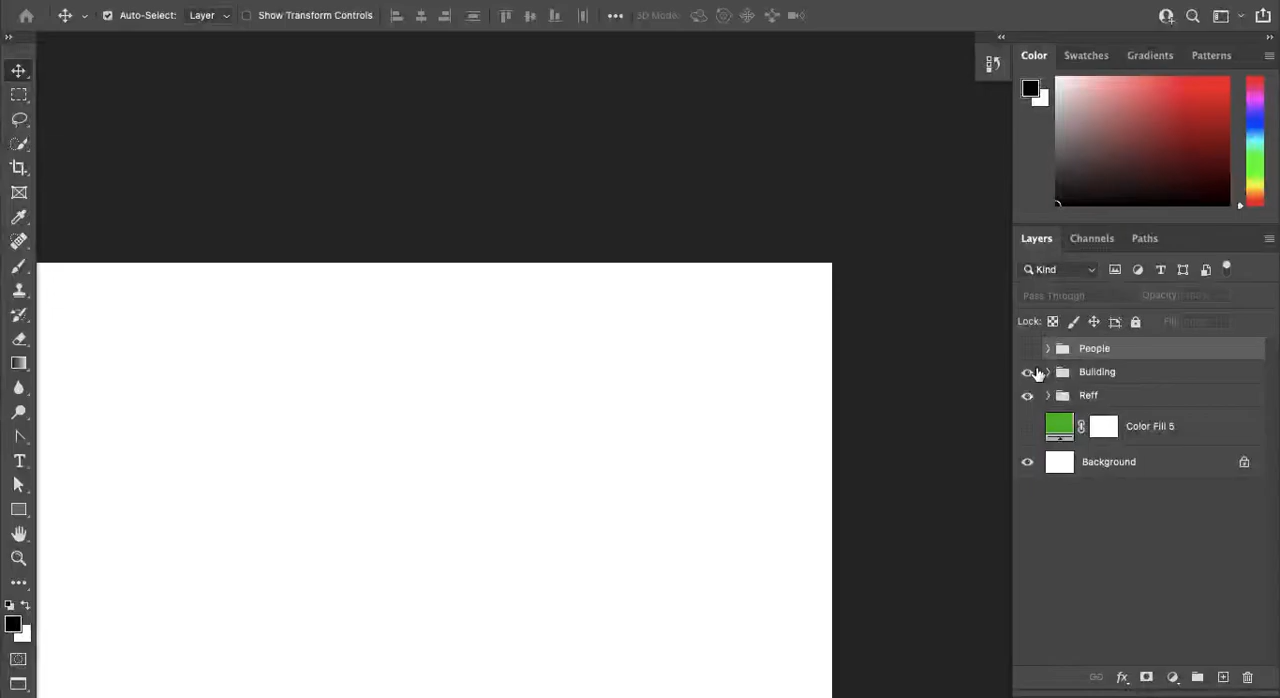 Auto-Select: Layer Show Transform Controls 3D Mode:
Color Swatches Gradients Patterns
Layers Channels Paths
Kind
Pass Through Opacity:
Lock: Fill:
People
Building
Reff
Color Fill 5
Background